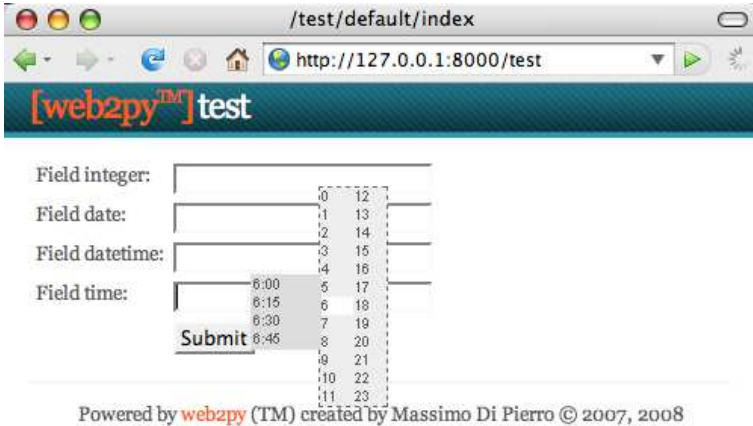 /test/default/index
http://127.0.0.1:8000/test
[web2py™] test
Field integer:
Field date:
Field datetime:
Field time:
0 12
1 13
2 14
3 15
4 16
5 17
6 18
7 19
8 20
9 21
10 22
11 23
6:00
6:15
6:30
6:45
Submit
Powered by web2py (TM) created by Massimo Di Pierro © 2007, 2008